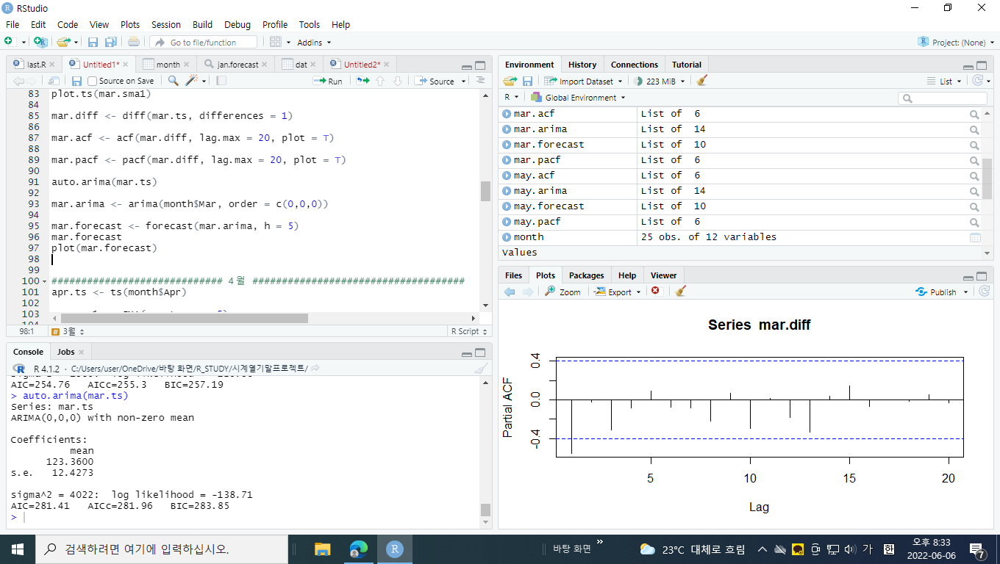 RStudio
File Edit Code View Plots Session Build Debug Profile Tools Help
Go to file/function Addins Project: (None)
last.R Untitled1* month jan.forecast dat Untitled2*
Source on Save Run Source
83 plot.ts(mar.sma1)
84
85 mar.diff <- diff(mar.ts, differences = 1)
86
87 mar.acf <- acf(mar.diff, lag.max = 20, plot = T)
88
89 mar.pacf <- pacf(mar.diff, lag.max = 20, plot = T)
90
91 auto.arima(mar.ts)
92
93 mar.arima <- arima(month$Mar, order = c(0,0,0))
94
95 mar.forecast <- forecast(mar.arima, h = 5)
96 mar.forecast
97 plot(mar.forecast)
98
99
100 ############################# 4월 ####################################
101 apr.ts <- ts(month$Apr)
102
103
98:1 # 3월 R Script
Console Jobs
R 4.1.2 · C:/Users/user/OneDrive/바탕 화면/R_STUDY/시계열기말프로젝트/
AIC=254.76 AICc=255.3 BIC=257.19
> auto.arima(mar.ts)
Series: mar.ts
ARIMA(0,0,0) with non-zero mean
Coefficients:
mean
123.3600
s.e. 12.4273
sigma^2 = 4022: log likelihood = -138.71
AIC=281.41 AICc=281.96 BIC=283.85
>
Environment History Connections Tutorial
Import Dataset 223 MiB List
R Global Environment
mar.acf List of 6
mar.arima List of 14
mar.forecast List of 10
mar.pacf List of 6
may.acf List of 6
may.arima List of 14
may.forecast List of 10
may.pacf List of 6
month 25 obs. of 12 variables
Values
Files Plots Packages Help Viewer
Zoom Export Publish
Series mar.diff
Partial ACF
0.4
0.0
-0.4
5 10 15 20
Lag
검색하려면 여기에 입력하십시오.
바탕 화면 » 23°C 대체로 흐림 가 한 오후 8:33
2022-06-06 7